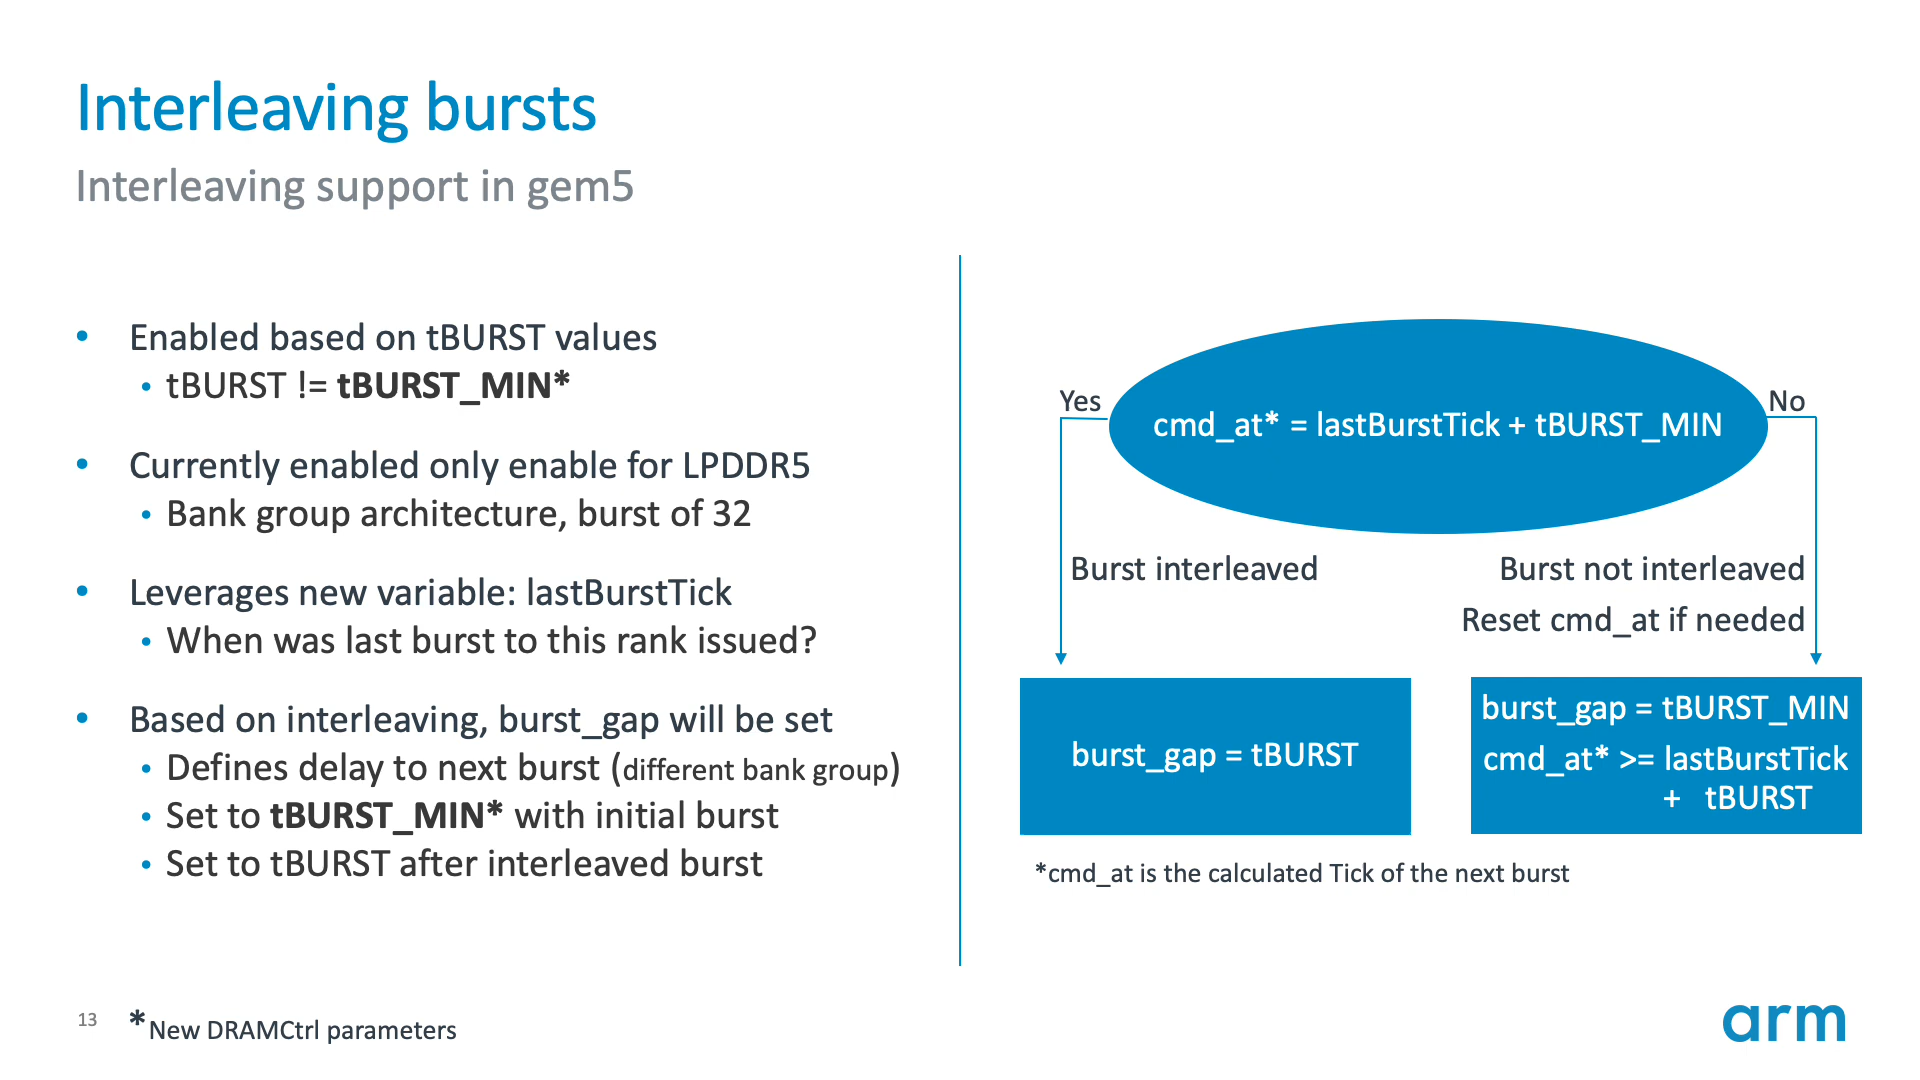 Interleaving bursts
Interleaving support in gem5
• Enabled based on tBURST values
• tBURST != tBURST_MIN*
• Currently enabled only enable for LPDDR5
• Bank group architecture, burst of 32
• Leverages new variable: lastBurstTick
• When was last burst to this rank issued?
• Based on interleaving, burst_gap will be set
• Defines delay to next burst (different bank group)
• Set to tBURST_MIN* with initial burst
• Set to tBURST after interleaved burst
Yes
No
cmd_at* = lastBurstTick + tBURST_MIN
Burst interleaved
Burst not interleaved
Reset cmd_at if needed
burst_gap = tBURST
burst_gap = tBURST_MIN
cmd_at* >= lastBurstTick
+ tBURST
*cmd_at is the calculated Tick of the next burst
13
*New DRAMCtrl parameters
arm